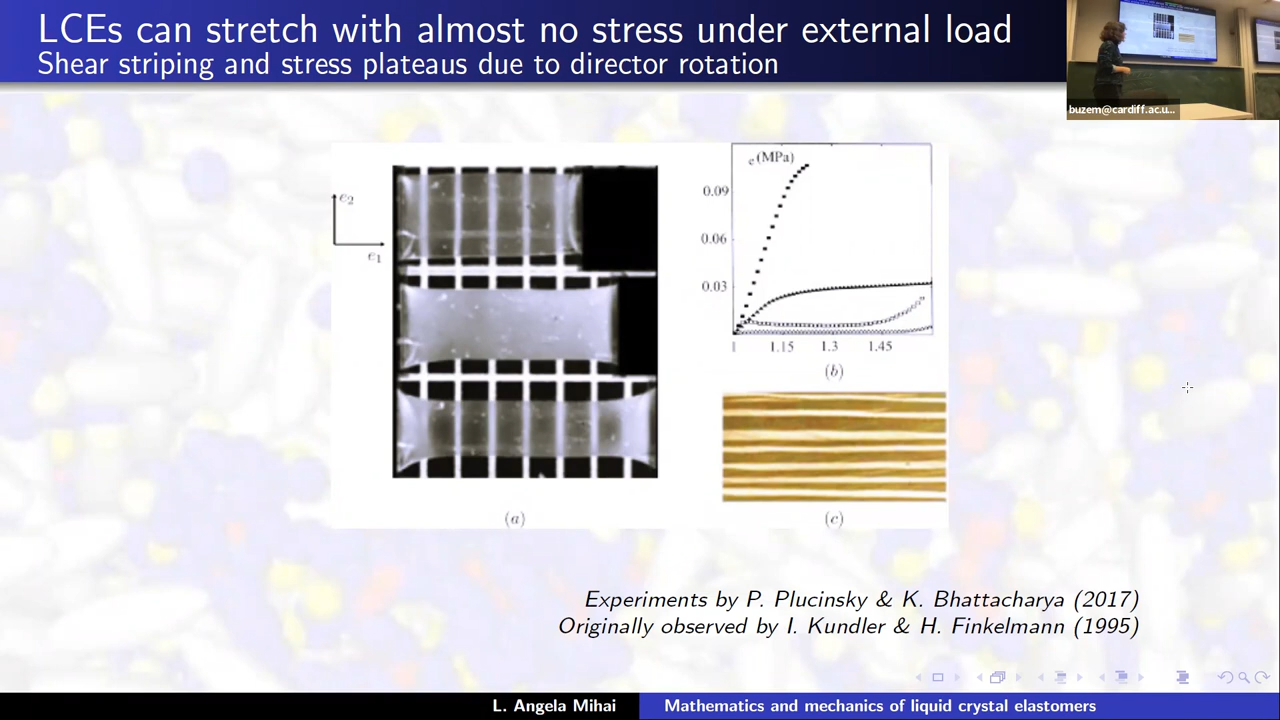 LCEs can stretch with almost no stress under external load
Shear striping and stress plateaus due to director rotation
buzem@cardiff.ac.u...
e2
e1
(a)
e(MPa)
0.09
0.06
0.03
1 1.15 1.3 1.45
(b)
(c)
Experiments by P. Plucinsky & K. Bhattacharya (2017)
Originally observed by I. Kundler & H. Finkelmann (1995)
L. Angela Mihai
Mathematics and mechanics of liquid crystal elastomers